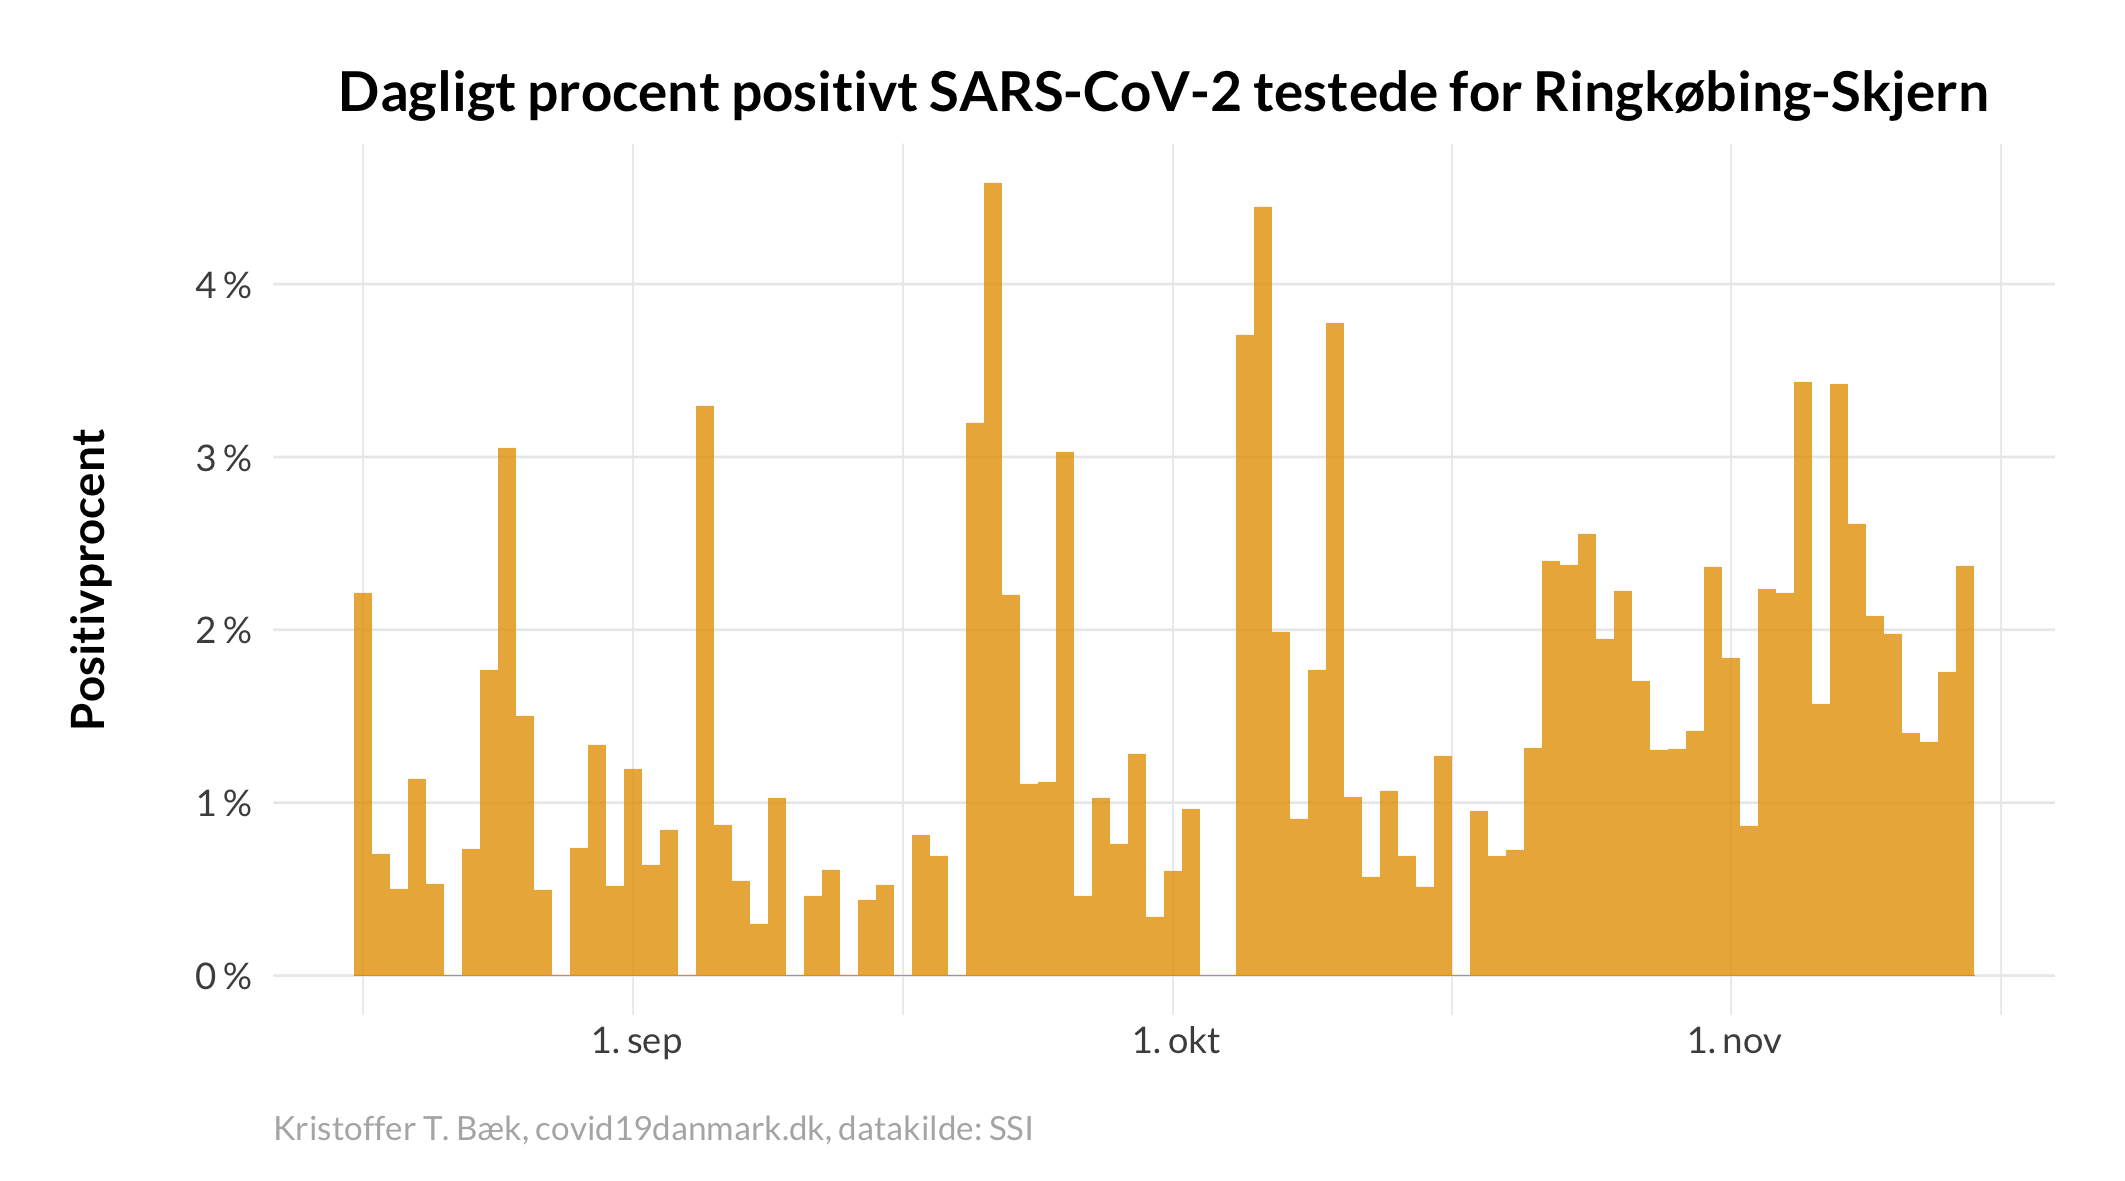 Dagligt procent positivt SARS-CoV-2 testede for Ringkøbing-Skjern
Positivprocent
4 %
3 %
2 %
1 %
0 %
1. sep
1. okt
1. nov
Kristoffer T. Bæk, covid19danmark.dk, datakilde: SSI